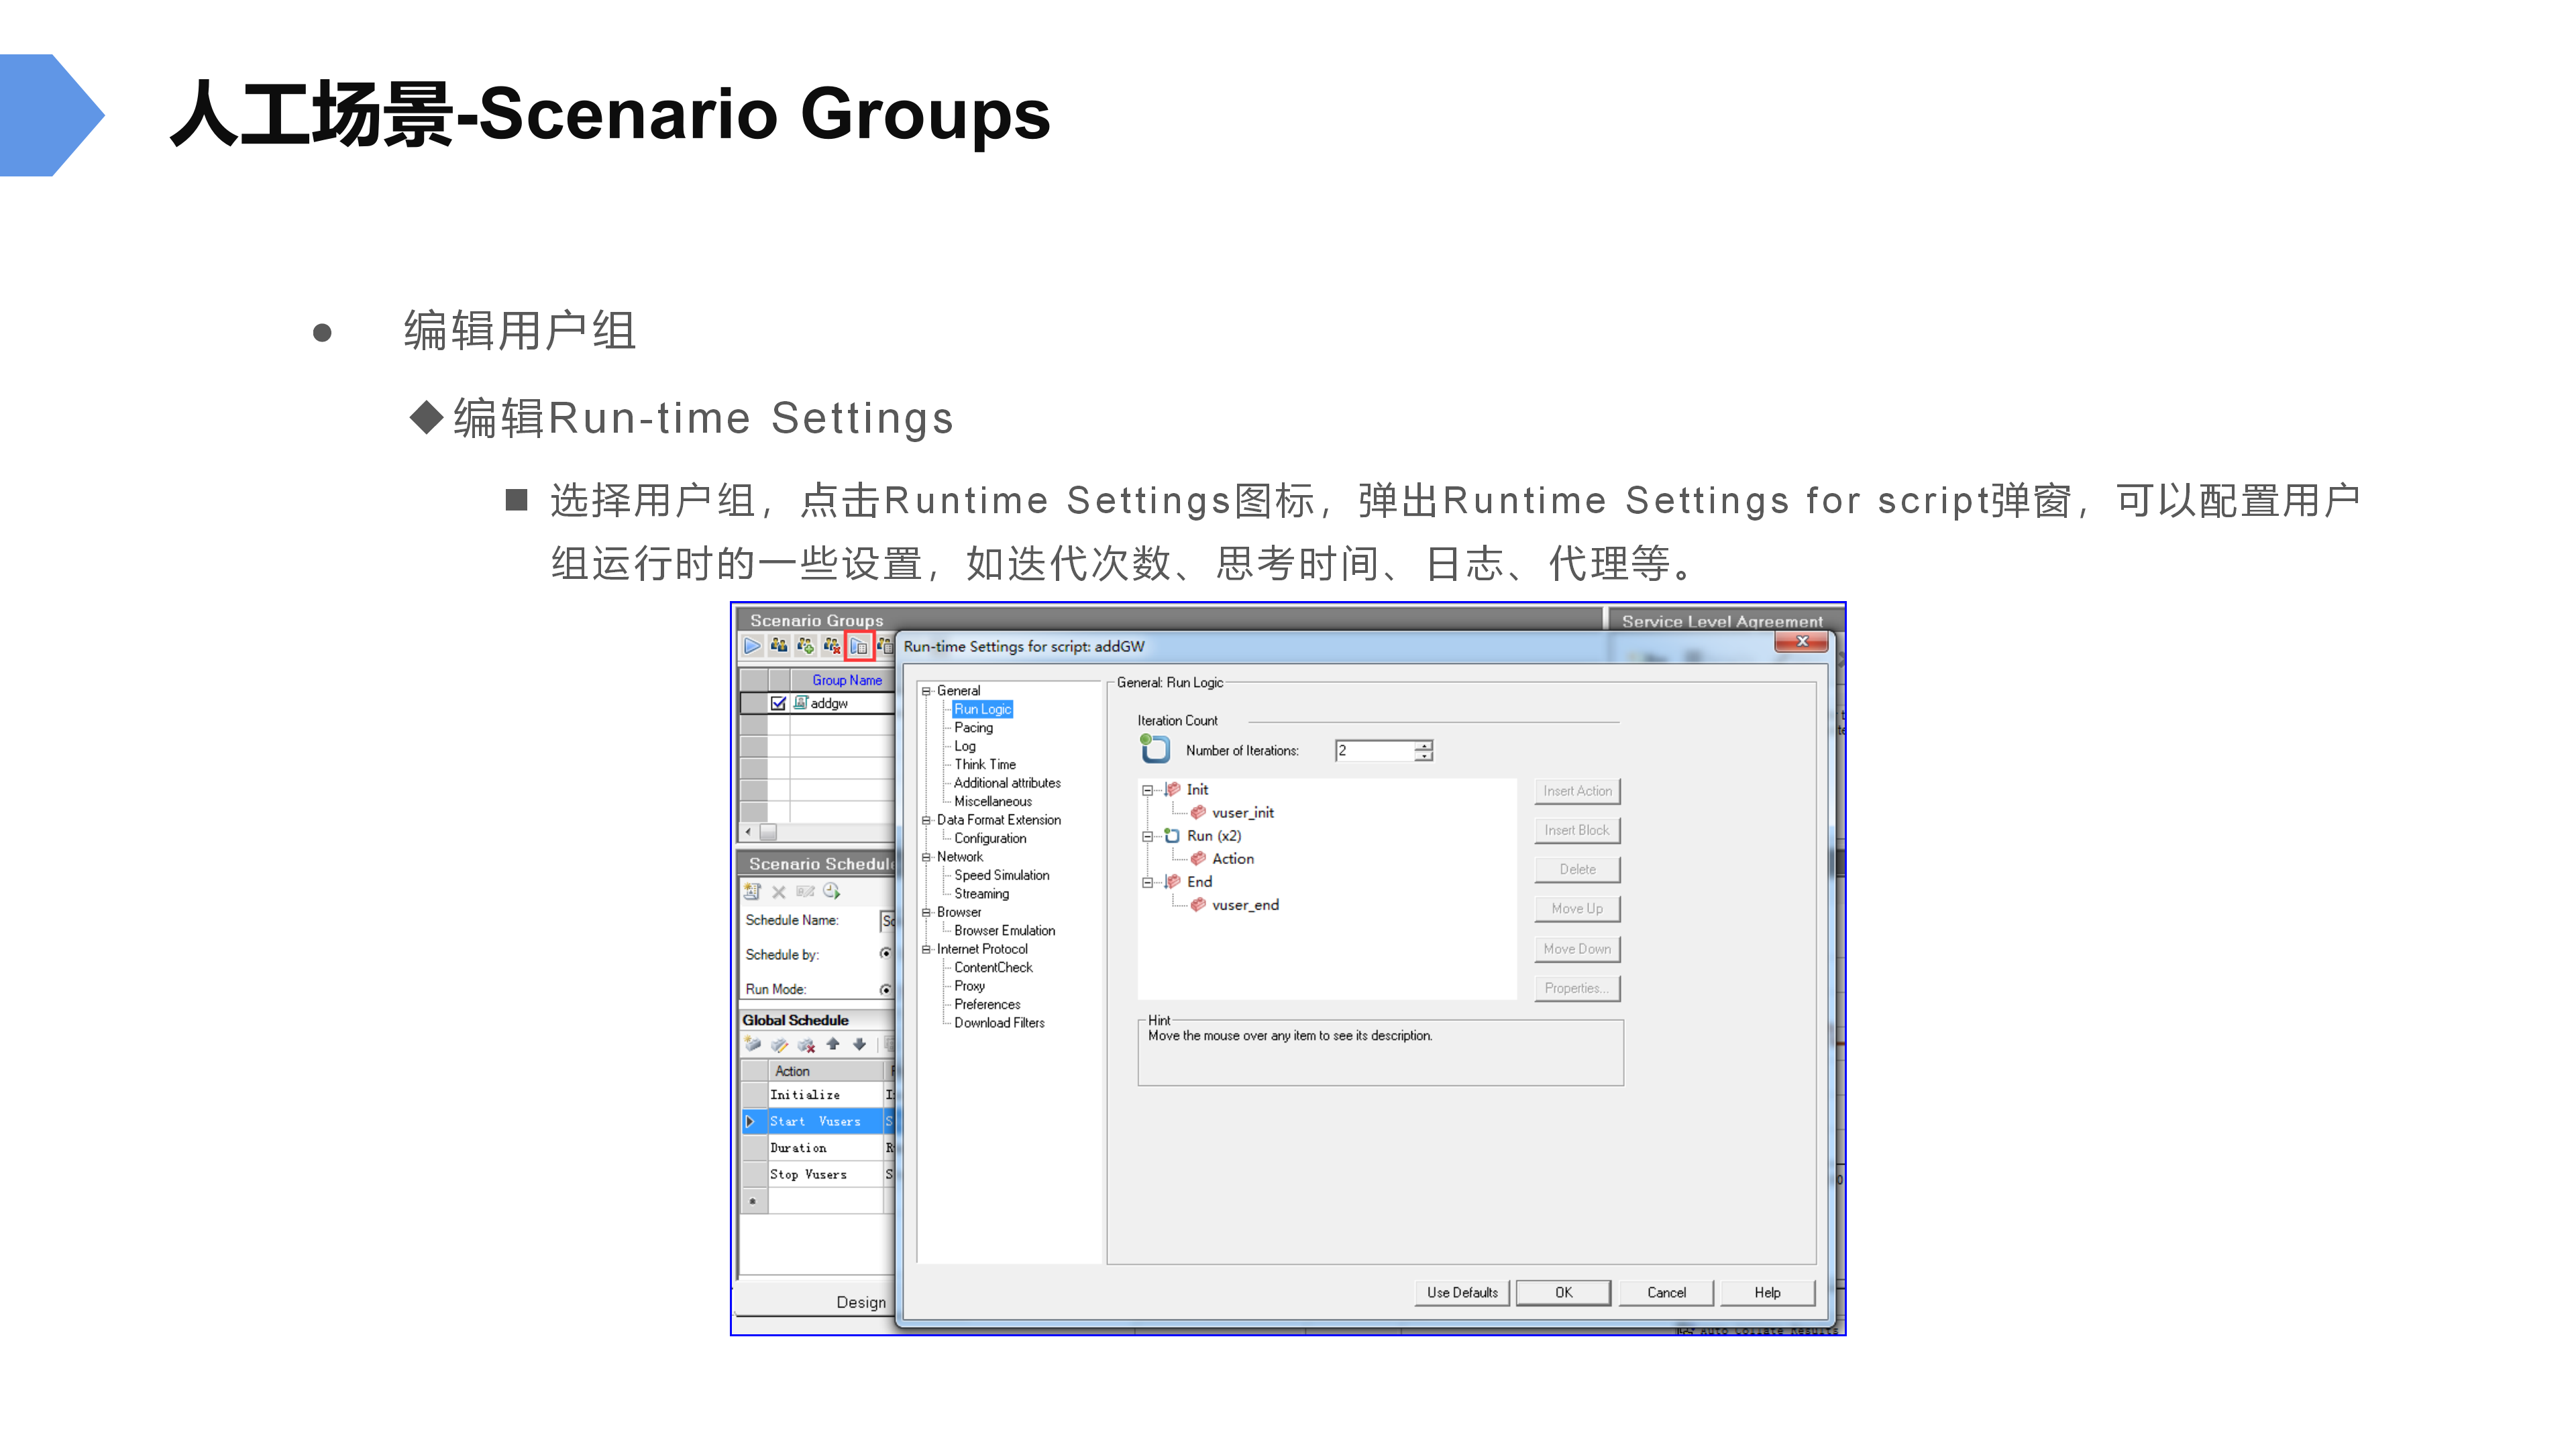 人工场景-Scenario Groups
● 编辑用户组
◆编辑Run-time Settings
■ 选择用户组，点击Runtime Settings图标，弹出Runtime Settings for script弹窗，可以配置用户
组运行时的一些设置，如迭代次数、思考时间、日志、代理等。
Scenario Groups
Service Level Agreement
Group Name
addgw
Schedule Name:
Schedule by:
Run Mode:
Global Schedule
Action
Initialize
Start Vusers
Duration
Stop Vusers
Design
Run-time Settings for script: addGW
General
Run Logic
Pacing
Log
Think Time
Additional attributes
Miscellaneous
Data Format Extension
Configuration
Network
Speed Simulation
Streaming
Browser
Browser Emulation
Internet Protocol
ContentCheck
Proxy
Preferences
Download Filters
General: Run Logic
Iteration Count
Number of Iterations: 2
Init
vuser_init
Run (x2)
Action
End
vuser_end
Insert Action
Insert Block
Delete
Move Up
Move Down
Properties...
Hint
Move the mouse over any item to see its description.
Use Defaults
OK
Cancel
Help
Auto Collate Results